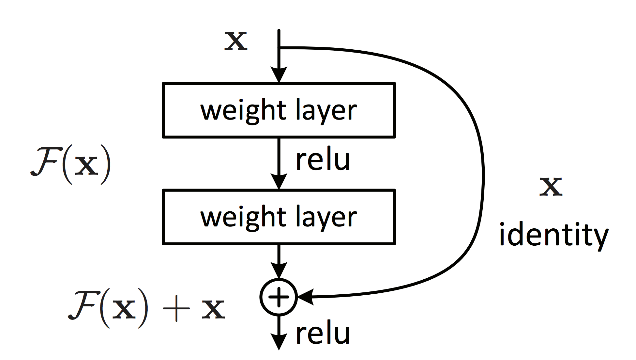 x
weight layer
relu
F(x)
weight layer
x
identity
F(x) + x
relu